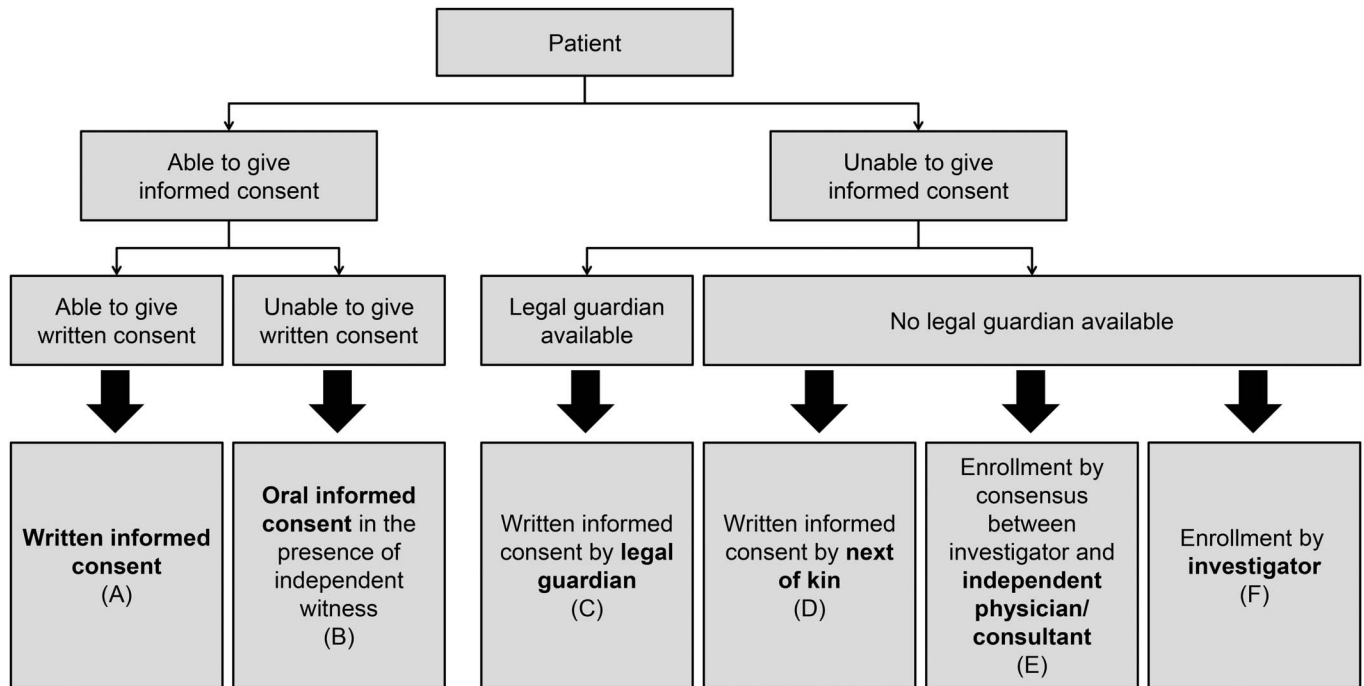 Patient
Able to give
informed consent
Unable to give
informed consent
Able to give
written consent
Unable to give
written consent
Legal guardian
available
No legal guardian available
Written informed
consent
(A)
Oral informed
consent in the
presence of
independent
witness
(B)
Written informed
consent by legal
guardian
(C)
Written informed
consent by next
of kin
(D)
Enrollment by
consensus
between
investigator and
independent
physician/
consultant
(E)
Enrollment by
investigator
(F)